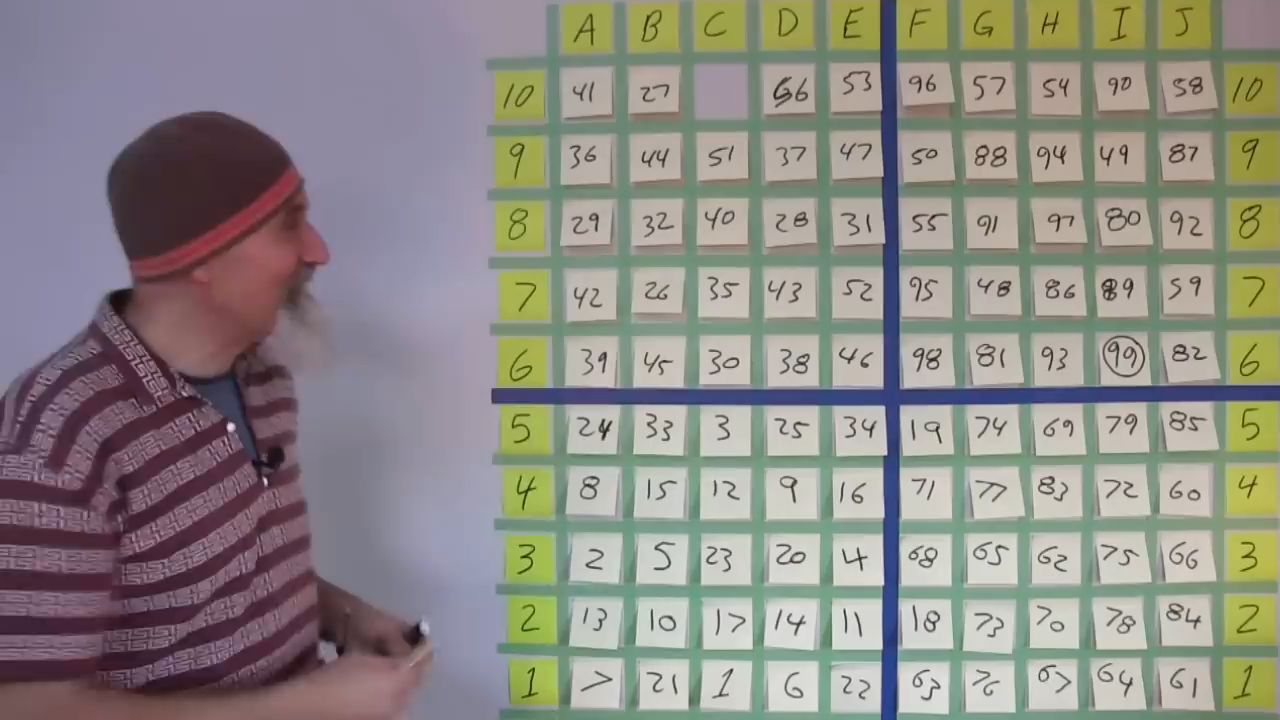 A B C D E F G H I J
10 41 27 56 53 96 57 54 90 58 10
9 36 44 51 37 47 50 88 94 49 87 9
8 29 32 40 28 31 55 91 97 80 92 8
7 42 26 35 43 52 95 48 86 89 59 7
6 39 45 30 38 46 98 81 93 99 82 6
5 24 33 3 25 34 19 74 69 79 85 5
4 8 15 12 9 16 71 77 83 72 60 4
3 2 5 23 20 4 68 65 62 75 66 3
2 13 10 17 14 11 18 73 70 78 84 2
1 7 21 1 6 22 63 76 67 64 61 1